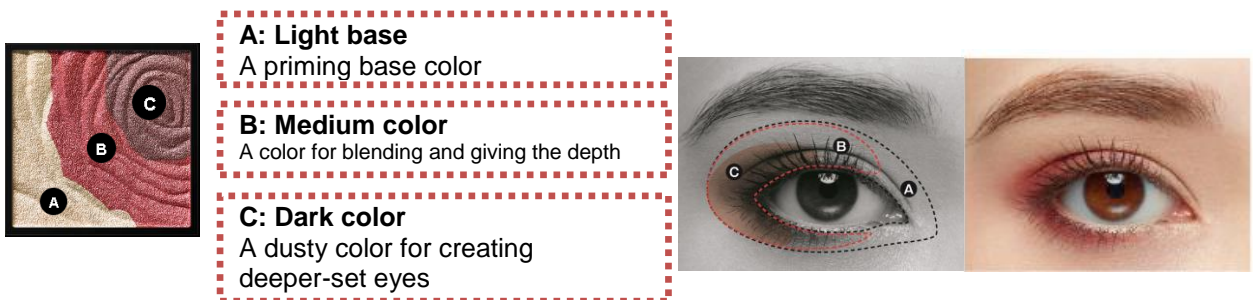 C
B
A
A: Light base
A priming base color
B: Medium color
A color for blending and giving the depth
C: Dark color
A dusty color for creating
deeper-set eyes
B
C
A